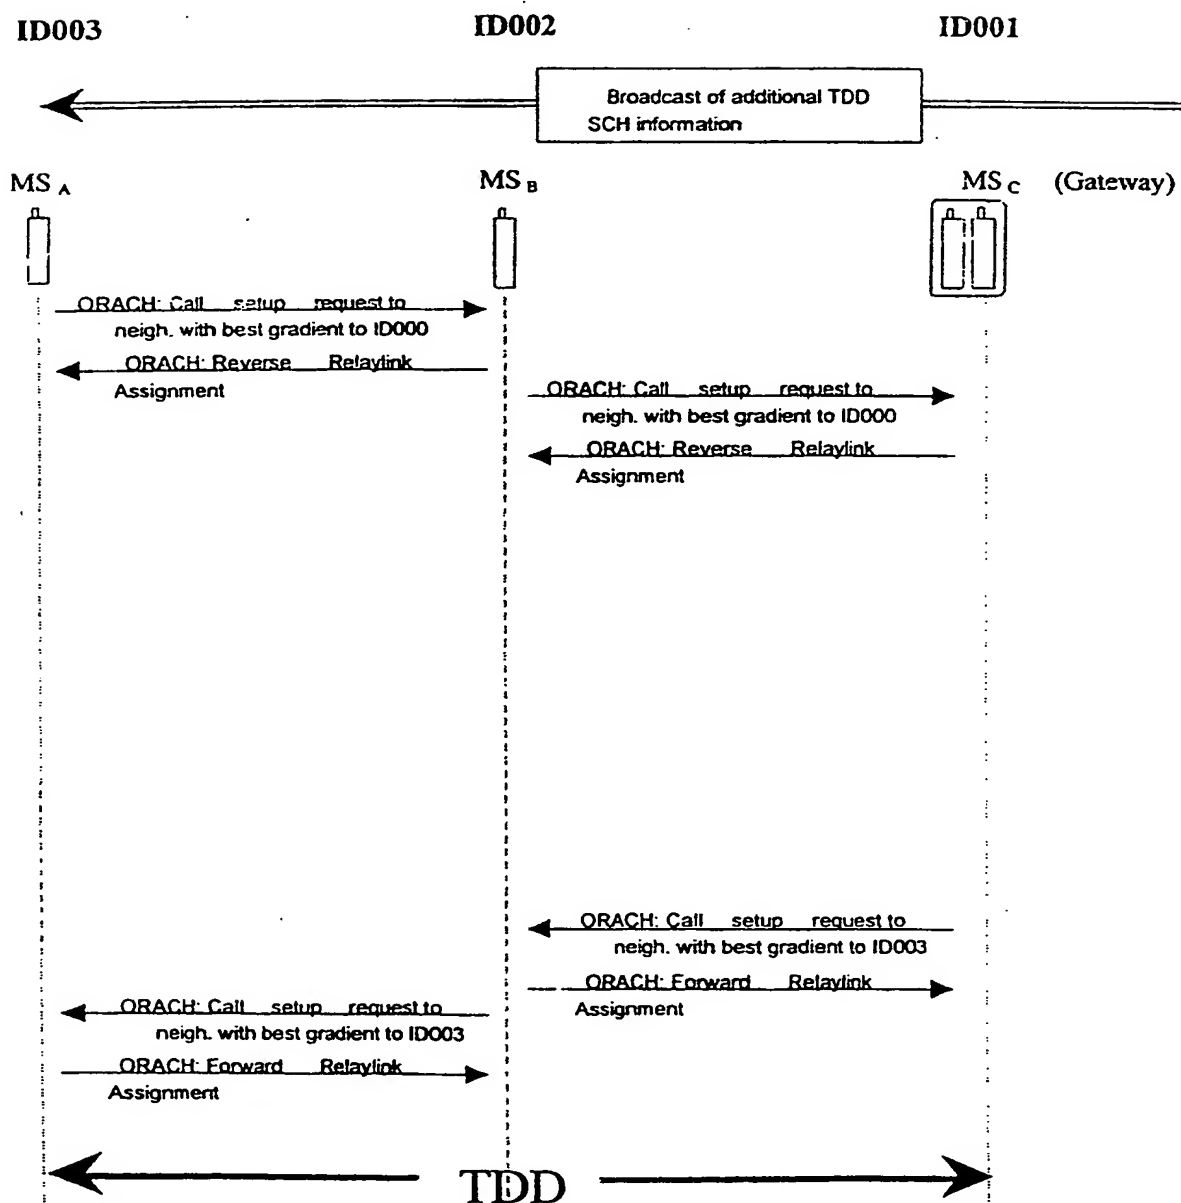 ID003 ID002 ID001
Broadcast of additional TDD
SCH information
MS A MS B MS C (Gateway)
ORACH: Call setup request to
neigh. with best gradient to ID000
ORACH: Reverse Relaylink
Assignment
ORACH: Call setup request to
neigh. with best gradient to ID000
ORACH: Reverse Relaylink
Assignment
ORACH: Call setup request to
neigh. with best gradient to ID003
ORACH: Forward Relaylink
Assignment
ORACH: Call setup request to
neigh. with best gradient to ID003
ORACH: Forward Relaylink
Assignment
TDD